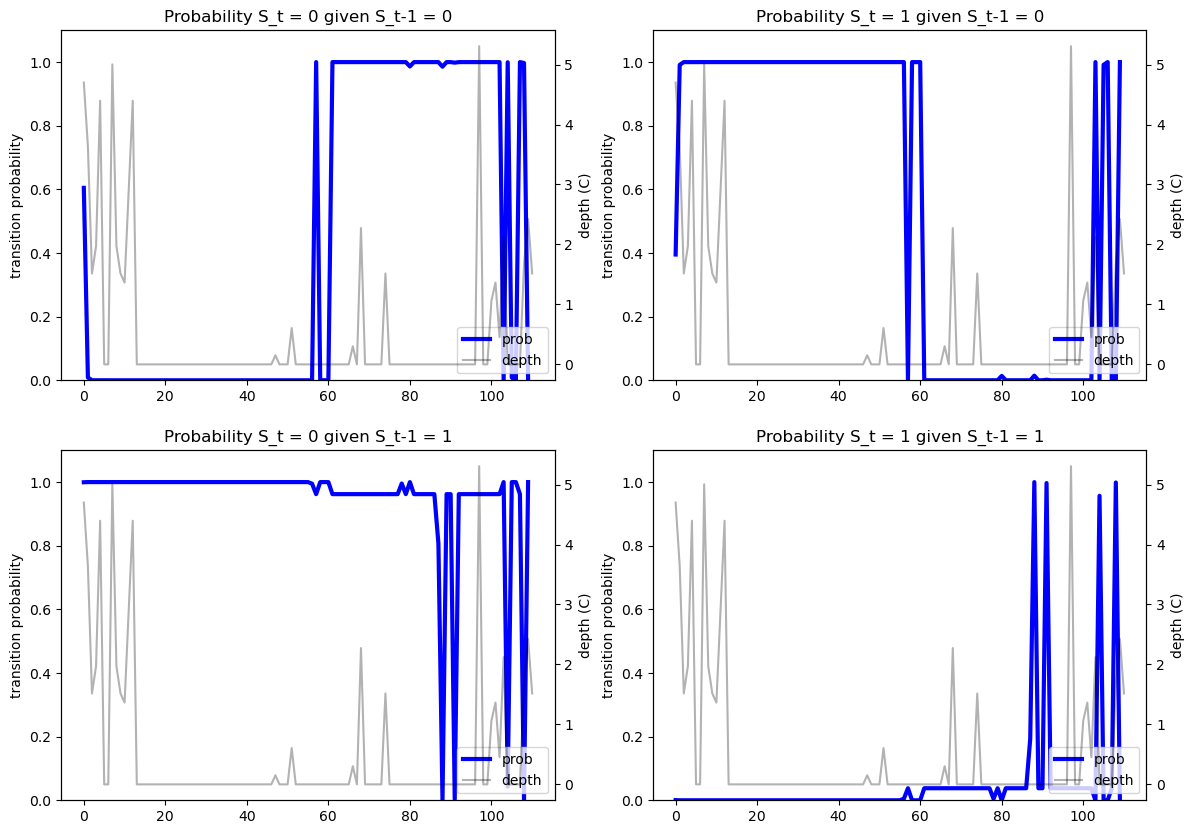 Probability S_t = 0 given S_t-1 = 0
1.0
0.8
0.6
0.4
0.2
0.0
transition probability
5
4
3
2
1
0
depth (C)
prob
depth
0 20 40 60 80 100
Probability S_t = 1 given S_t-1 = 0
1.0
0.8
0.6
0.4
0.2
0.0
transition probability
5
4
3
2
1
0
depth (C)
prob
depth
0 20 40 60 80 100
Probability S_t = 0 given S_t-1 = 1
1.0
0.8
0.6
0.4
0.2
0.0
transition probability
5
4
3
2
1
0
depth (C)
prob
depth
0 20 40 60 80 100
Probability S_t = 1 given S_t-1 = 1
1.0
0.8
0.6
0.4
0.2
0.0
transition probability
5
4
3
2
1
0
depth (C)
prob
depth
0 20 40 60 80 100